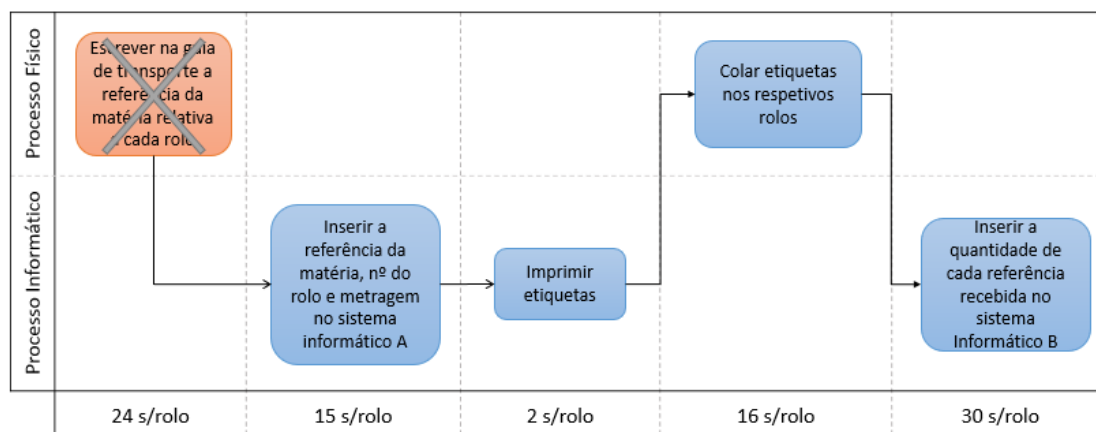 Processo Físico
Escrever na guia
de transporte a
referência da
matéria relativa
a cada rolo
Colar etiquetas
nos respetivos
rolos
Processo Informático
Inserir a
referência da
matéria, nº do
rolo e metragem
no sistema
informático A
Imprimir
etiquetas
Inserir a
quantidade de
cada referência
recebida no
sistema
Informático B
24 s/rolo
15 s/rolo
2 s/rolo
16 s/rolo
30 s/rolo